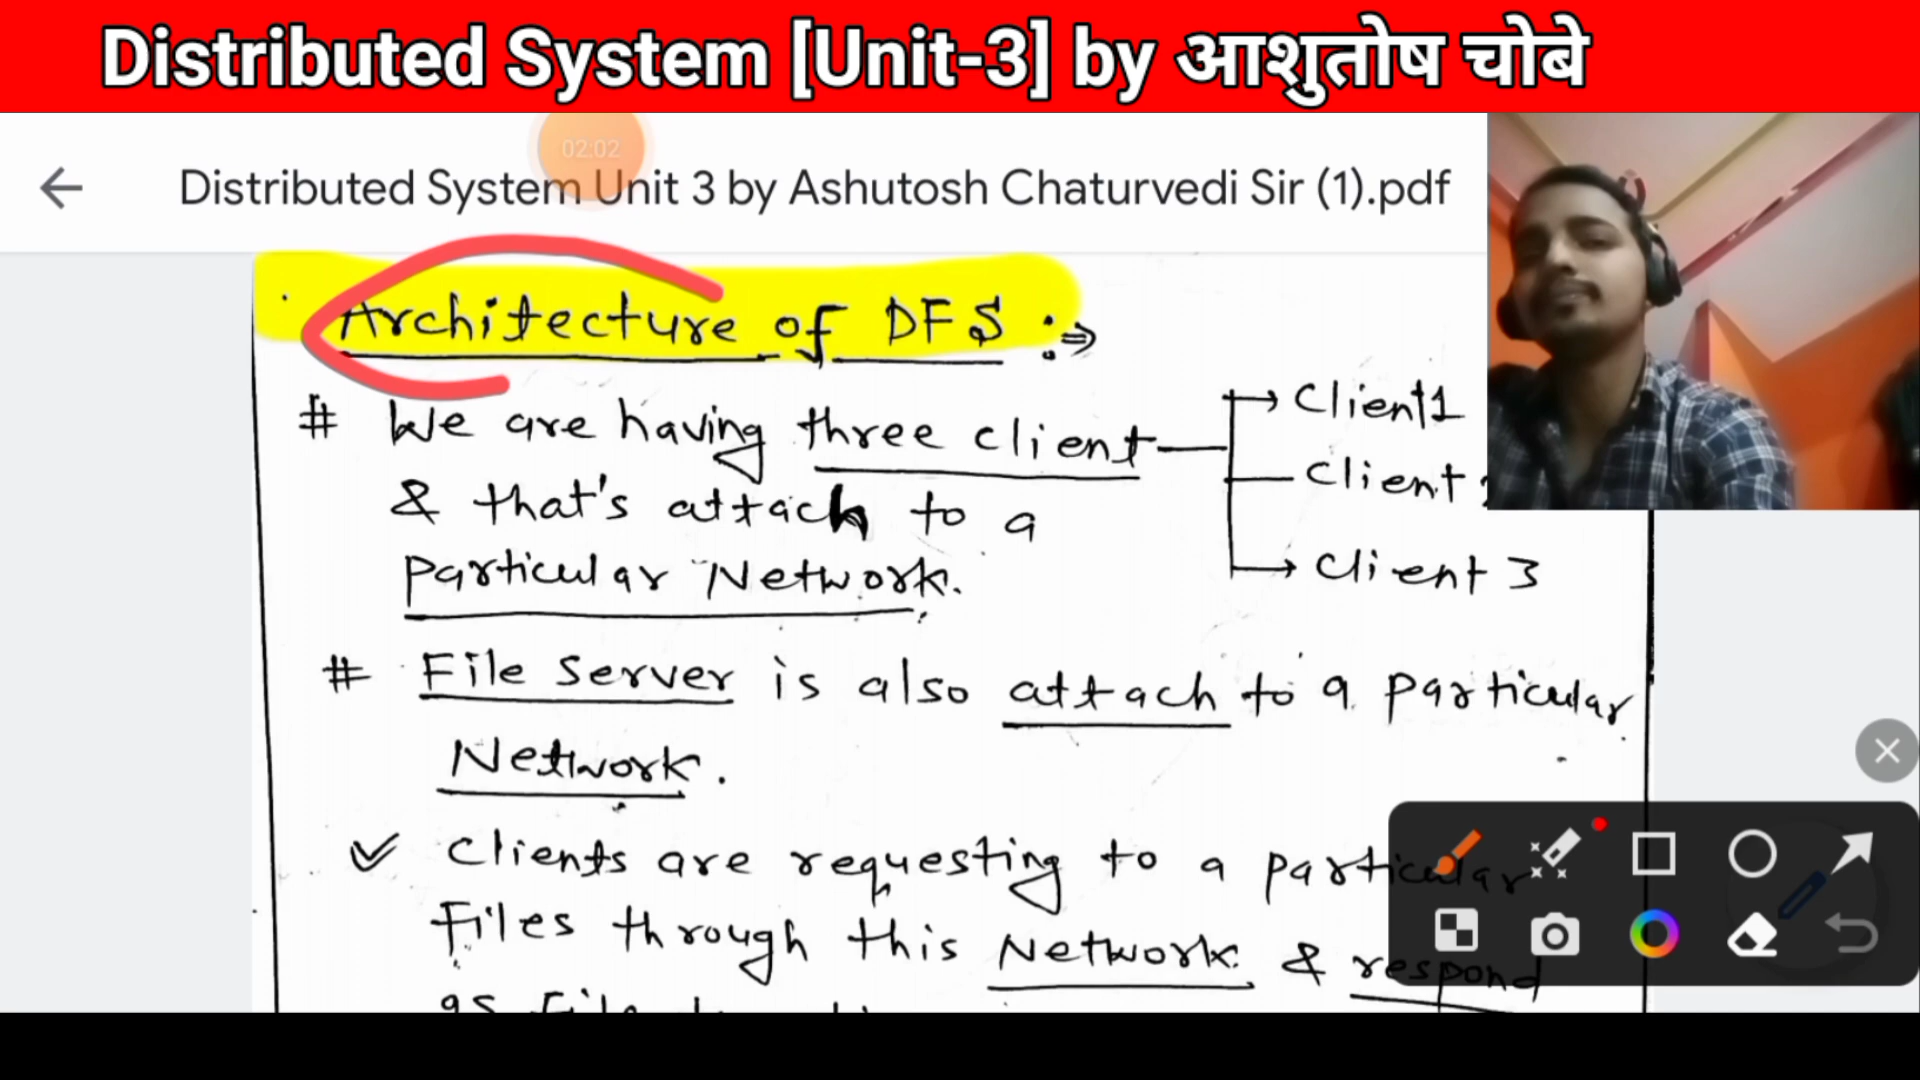 Distributed System [Unit-3] by आशुतोष चोबे
02:02
Distributed System Unit 3 by Ashutosh Chaturvedi Sir (1).pdf
Architecture of DFS :⇒
# We are having three client
→ Client1
Client
→ Client 3
& that's attach to a
particular Network.
# File server is also attach to a particular
Network.
✓ Clients are requesting to a particular
Files through this Network & respond
as File